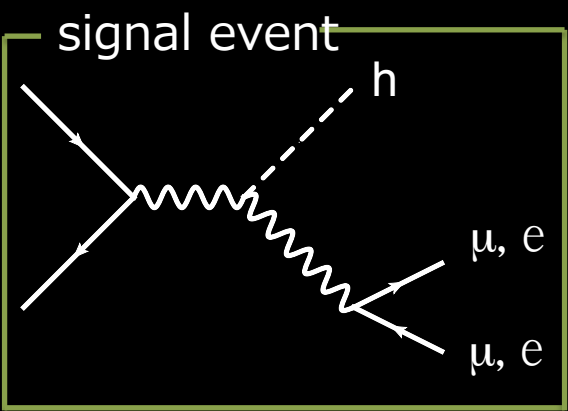 signal event
h
μ, e
μ, e